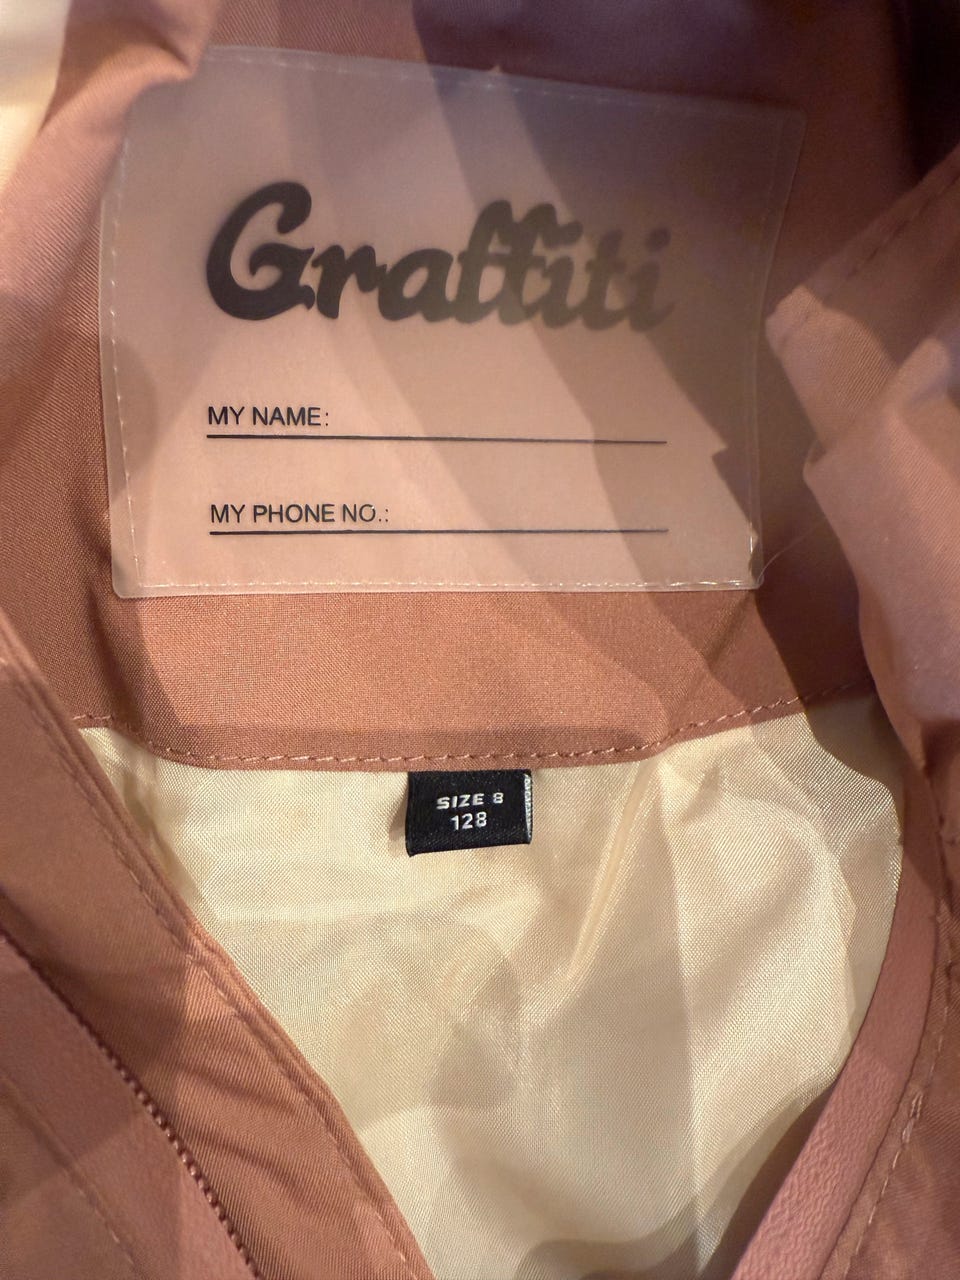 Graffiti
MY NAME:
MY PHONE NO.:
SIZE 8
128